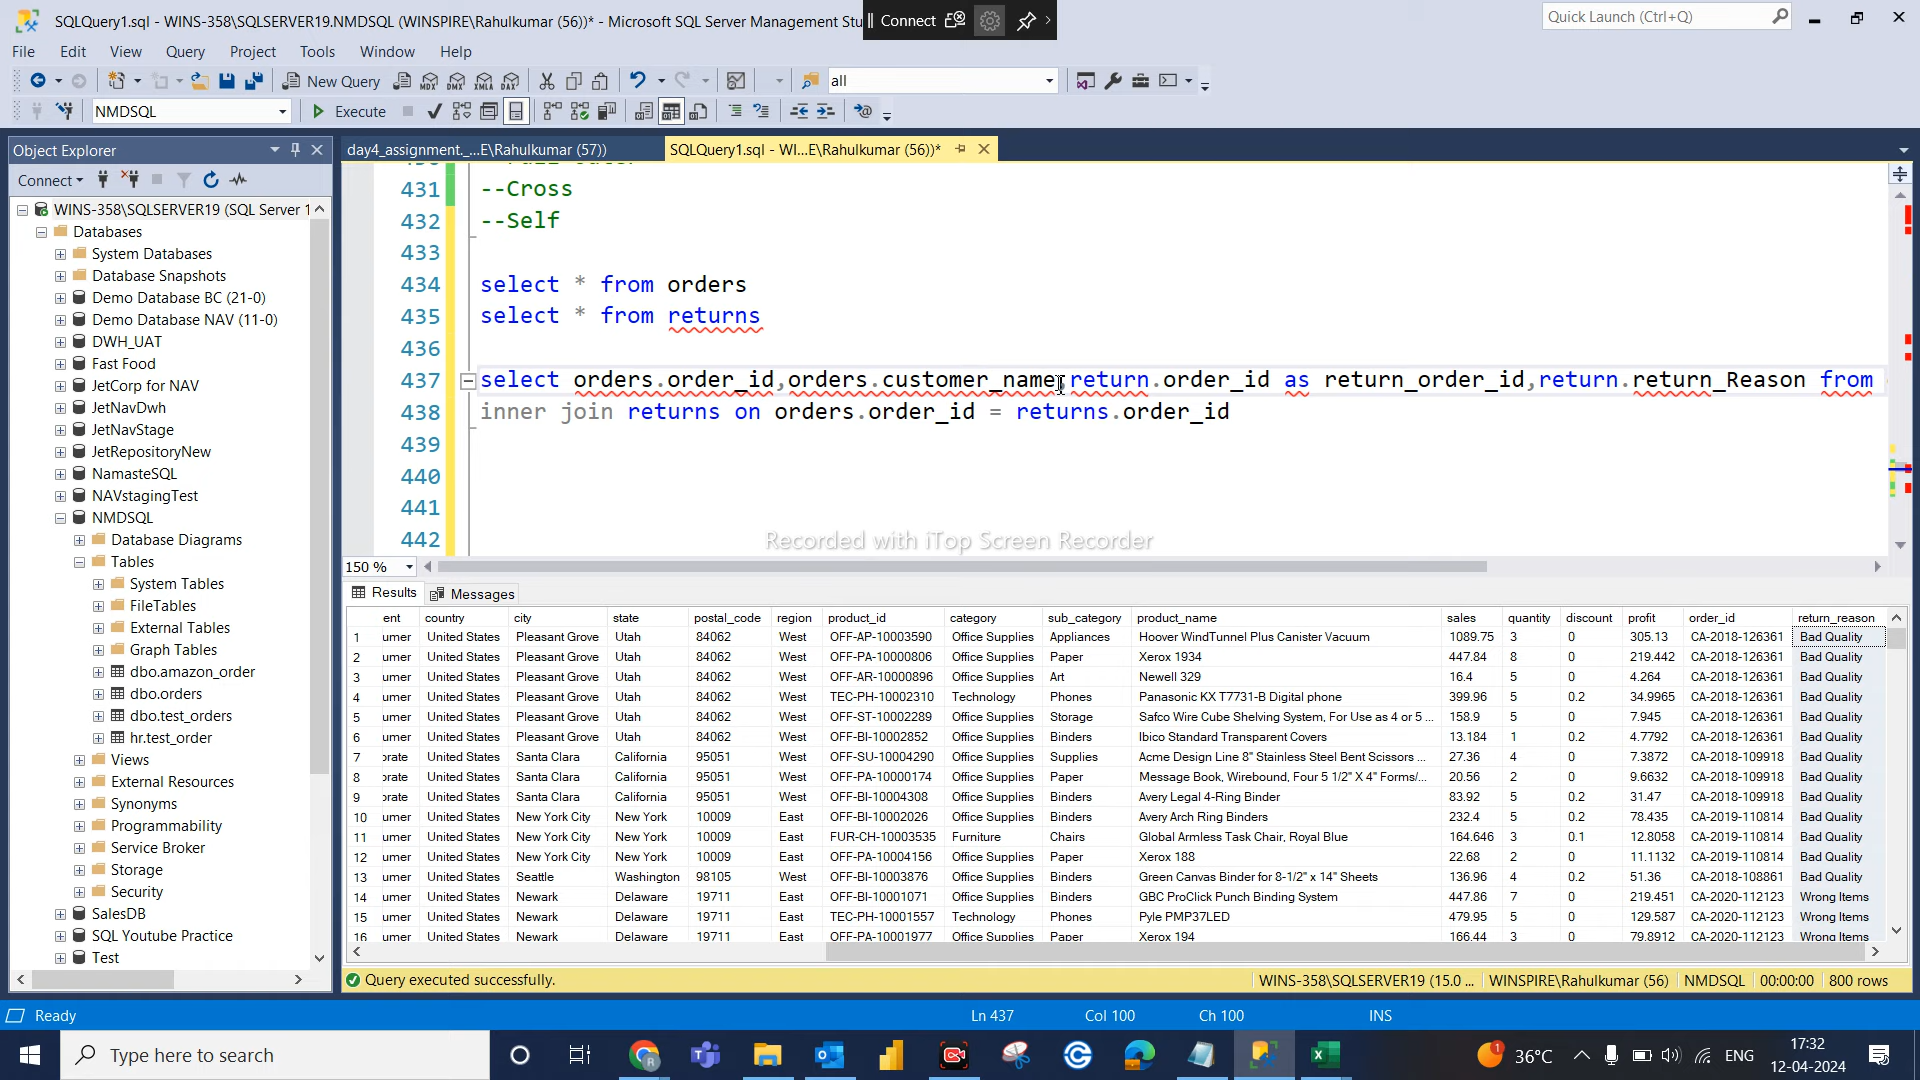 SQLQuery1.sql - WINS-358\SQLSERVER19.NMDSQL (WINSPIRE\Rahulkumar (56))* - Microsoft SQL Server Management Stu
Connect
Quick Launch (Ctrl+Q)
File Edit View Query Project Tools Window Help
New Query MDX DMX XMLA DAX all
NMDSQL Execute
Object Explorer
day4_assignment._...E\Rahulkumar (57))
SQLQuery1.sql - WI...E\Rahulkumar (56))*
Connect
WINS-358\SQLSERVER19 (SQL Server 1
Databases
System Databases
Database Snapshots
Demo Database BC (21-0)
Demo Database NAV (11-0)
DWH_UAT
Fast Food
JetCorp for NAV
JetNavDwh
JetNavStage
JetRepositoryNew
NamasteSQL
NAVstagingTest
NMDSQL
Database Diagrams
Tables
System Tables
FileTables
External Tables
Graph Tables
dbo.amazon_order
dbo.orders
dbo.test_orders
hr.test_order
Views
External Resources
Synonyms
Programmability
Service Broker
Storage
Security
SalesDB
SQL Youtube Practice
Test
431 --Cross
432 --Self
433
434 select * from orders
435 select * from returns
436
437 select orders.order_id,orders.customer_name,return.order_id as return_order_id,return.return_Reason from
438 inner join returns on orders.order_id = returns.order_id
439
440
441
442
Recorded with iTop Screen Recorder
150 %
Results Messages
ent country city state postal_code region product_id category sub_category product_name sales quantity discount profit order_id return_reason
1 umer United States Pleasant Grove Utah 84062 West OFF-AP-10003590 Office Supplies Appliances Hoover WindTunnel Plus Canister Vacuum 1089.75 3 0 305.13 CA-2018-126361 Bad Quality
2 umer United States Pleasant Grove Utah 84062 West OFF-PA-10000806 Office Supplies Paper Xerox 1934 447.84 8 0 219.442 CA-2018-126361 Bad Quality
3 umer United States Pleasant Grove Utah 84062 West OFF-AR-10000896 Office Supplies Art Newell 329 16.4 5 0 4.264 CA-2018-126361 Bad Quality
4 umer United States Pleasant Grove Utah 84062 West TEC-PH-10002310 Technology Phones Panasonic KX T7731-B Digital phone 399.96 5 0.2 34.9965 CA-2018-126361 Bad Quality
5 umer United States Pleasant Grove Utah 84062 West OFF-ST-10002289 Office Supplies Storage Safco Wire Cube Shelving System, For Use as 4 or 5 ... 158.9 5 0 7.945 CA-2018-126361 Bad Quality
6 umer United States Pleasant Grove Utah 84062 West OFF-BI-10002852 Office Supplies Binders Ibico Standard Transparent Covers 13.184 1 0.2 4.7792 CA-2018-126361 Bad Quality
7 orate United States Santa Clara California 95051 West OFF-SU-10004290 Office Supplies Supplies Acme Design Line 8" Stainless Steel Bent Scissors ... 27.36 4 0 7.3872 CA-2018-109918 Bad Quality
8 orate United States Santa Clara California 95051 West OFF-PA-10000174 Office Supplies Paper Message Book, Wirebound, Four 5 1/2" X 4" Forms/... 20.56 2 0 9.6632 CA-2018-109918 Bad Quality
9 orate United States Santa Clara California 95051 West OFF-BI-10004308 Office Supplies Binders Avery Legal 4-Ring Binder 83.92 5 0.2 31.47 CA-2018-109918 Bad Quality
10 umer United States New York City New York 10009 East OFF-BI-10002026 Office Supplies Binders Avery Arch Ring Binders 232.4 5 0.2 78.435 CA-2019-110814 Bad Quality
11 umer United States New York City New York 10009 East FUR-CH-10003535 Furniture Chairs Global Armless Task Chair, Royal Blue 164.646 3 0.1 12.8058 CA-2019-110814 Bad Quality
12 umer United States New York City New York 10009 East OFF-PA-10004156 Office Supplies Paper Xerox 188 22.68 2 0 11.1132 CA-2019-110814 Bad Quality
13 umer United States Seattle Washington 98105 West OFF-BI-10003876 Office Supplies Binders Green Canvas Binder for 8-1/2" x 14" Sheets 136.96 4 0.2 51.36 CA-2018-108861 Bad Quality
14 umer United States Newark Delaware 19711 East OFF-BI-10001071 Office Supplies Binders GBC ProClick Punch Binding System 447.86 7 0 219.451 CA-2020-112123 Wrong Items
15 umer United States Newark Delaware 19711 East TEC-PH-10001557 Technology Phones Pyle PMP37LED 479.95 5 0 129.587 CA-2020-112123 Wrong Items
16 umer United States Newark Delaware 19711 East OFF-PA-10001977 Office Supplies Paper Xerox 194 166.44 3 0 79.8912 CA-2020-112123 Wrong Items
Query executed successfully. WINS-358\SQLSERVER19 (15.0 ... WINSPIRE\Rahulkumar (56) NMDSQL 00:00:00 800 rows
Ready Ln 437 Col 100 Ch 100 INS
Type here to search
1 36°C ENG 17:32
12-04-2024